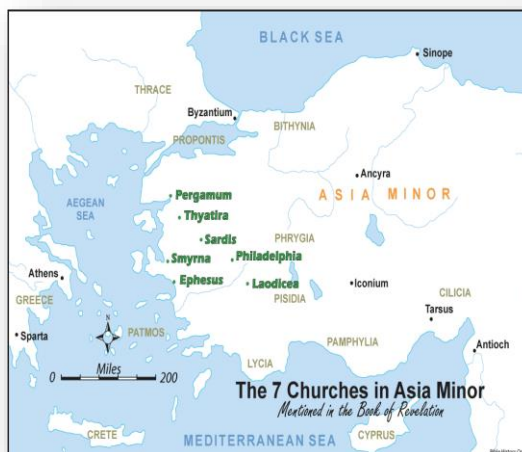 BLACK SEA
Sinope
THRACE
Byzantium
BITHYNIA
PROPONTIS
Ancyra
ASIA MINOR
Pergamum
AEGEAN
SEA
Thyatira
Sardis
PHRYGIA
Smyrna
Philadelphia
Athens
Ephesus
Laodicea
Iconium
GREECE
PISIDIA
CILICIA
Tarsus
N
Sparta
PATMOS
PAMPHYLIA
Antioch
LYCIA
Miles
0 200
The 7 Churches in Asia Minor
Mentioned in the Book of Revelation
CRETE
MEDITERRANEAN SEA
CYPRUS